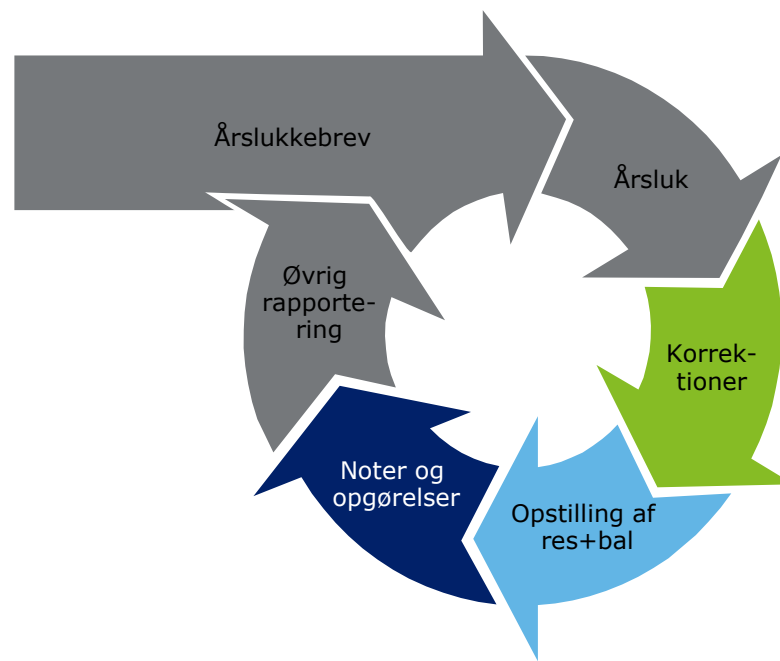 Årslukkebrev
Årsluk
Korrek-
tioner
Opstilling af
res+bal
Noter og
opgørelser
Øvrig
rapporte-
ring